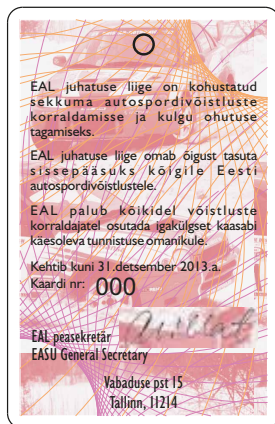 EAL juhatuse liige on kohustatud
sekkuma autospordivõistluste
korraldamisse ja kulgu ohutuse
tagamiseks.
EAL juhatuse liige omab õigust tasuta
sissepääsuks kõigile Eesti
autospordivõistlustele.
EAL palub kõikidel võistluste
korraldajatel osutada igakülgset kaasabi
käesoleva tunnistuse omanikule.
Kehtib kuni 31.detsember 2013.a.
Kaardi nr: 000
EAL peasekretär
EASU General Secretary
Vabaduse pst 15
Tallinn, 11214